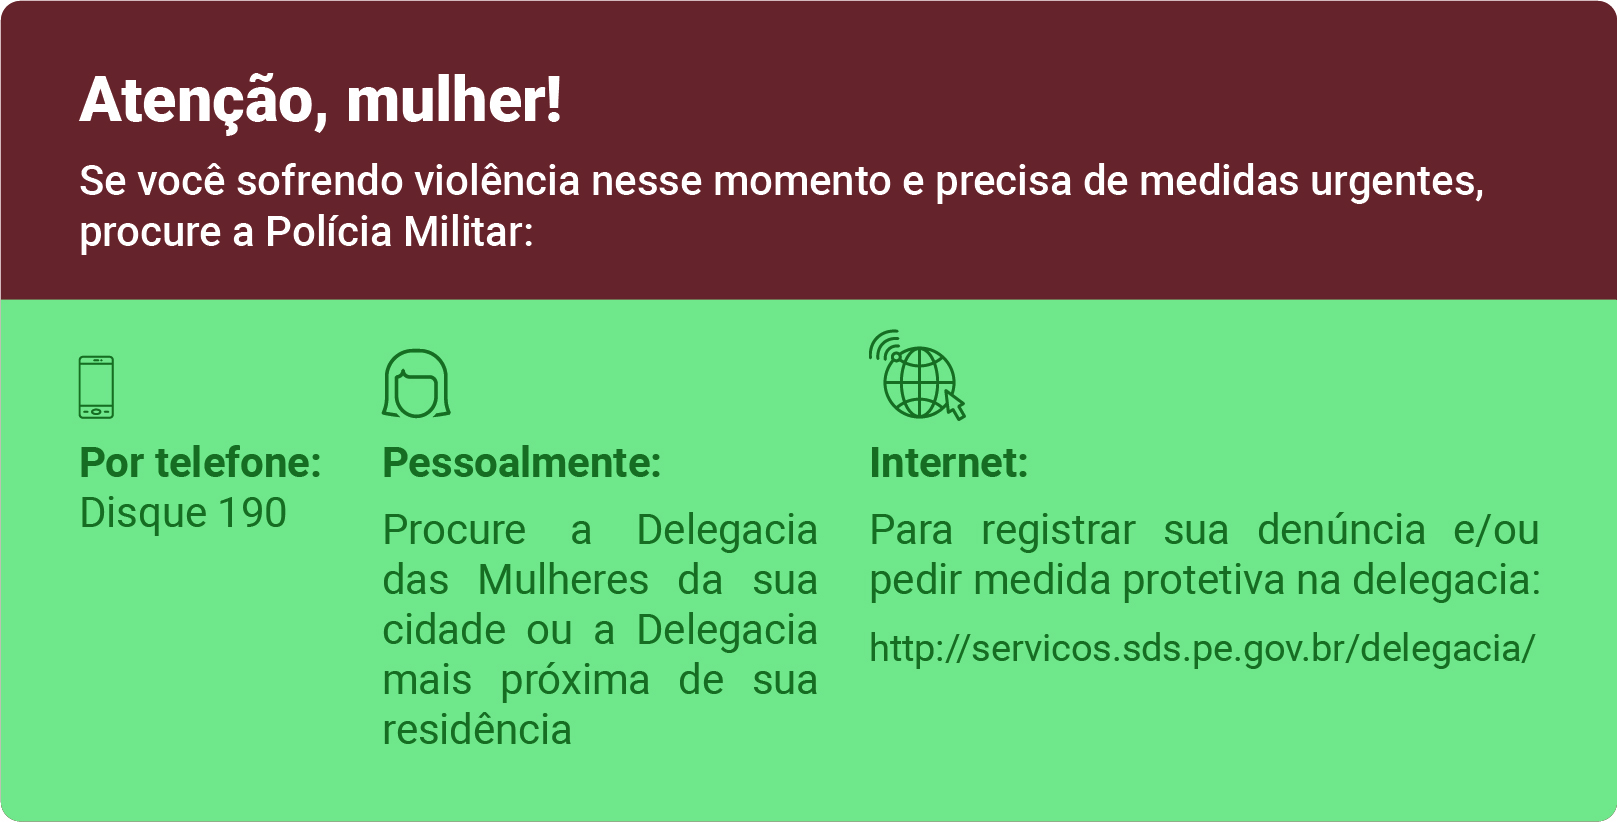 Atenção, mulher!
Se você sofrendo violência nesse momento e precisa de medidas urgentes,
procure a Polícia Militar:
Por telefone:
Disque 190
Pessoalmente:
Procure a Delegacia
das Mulheres da sua
cidade ou a Delegacia
mais próxima de sua
residência
Internet:
Para registrar sua denúncia e/ou
pedir medida protetiva na delegacia:
http://servicos.sds.pe.gov.br/delegacia/